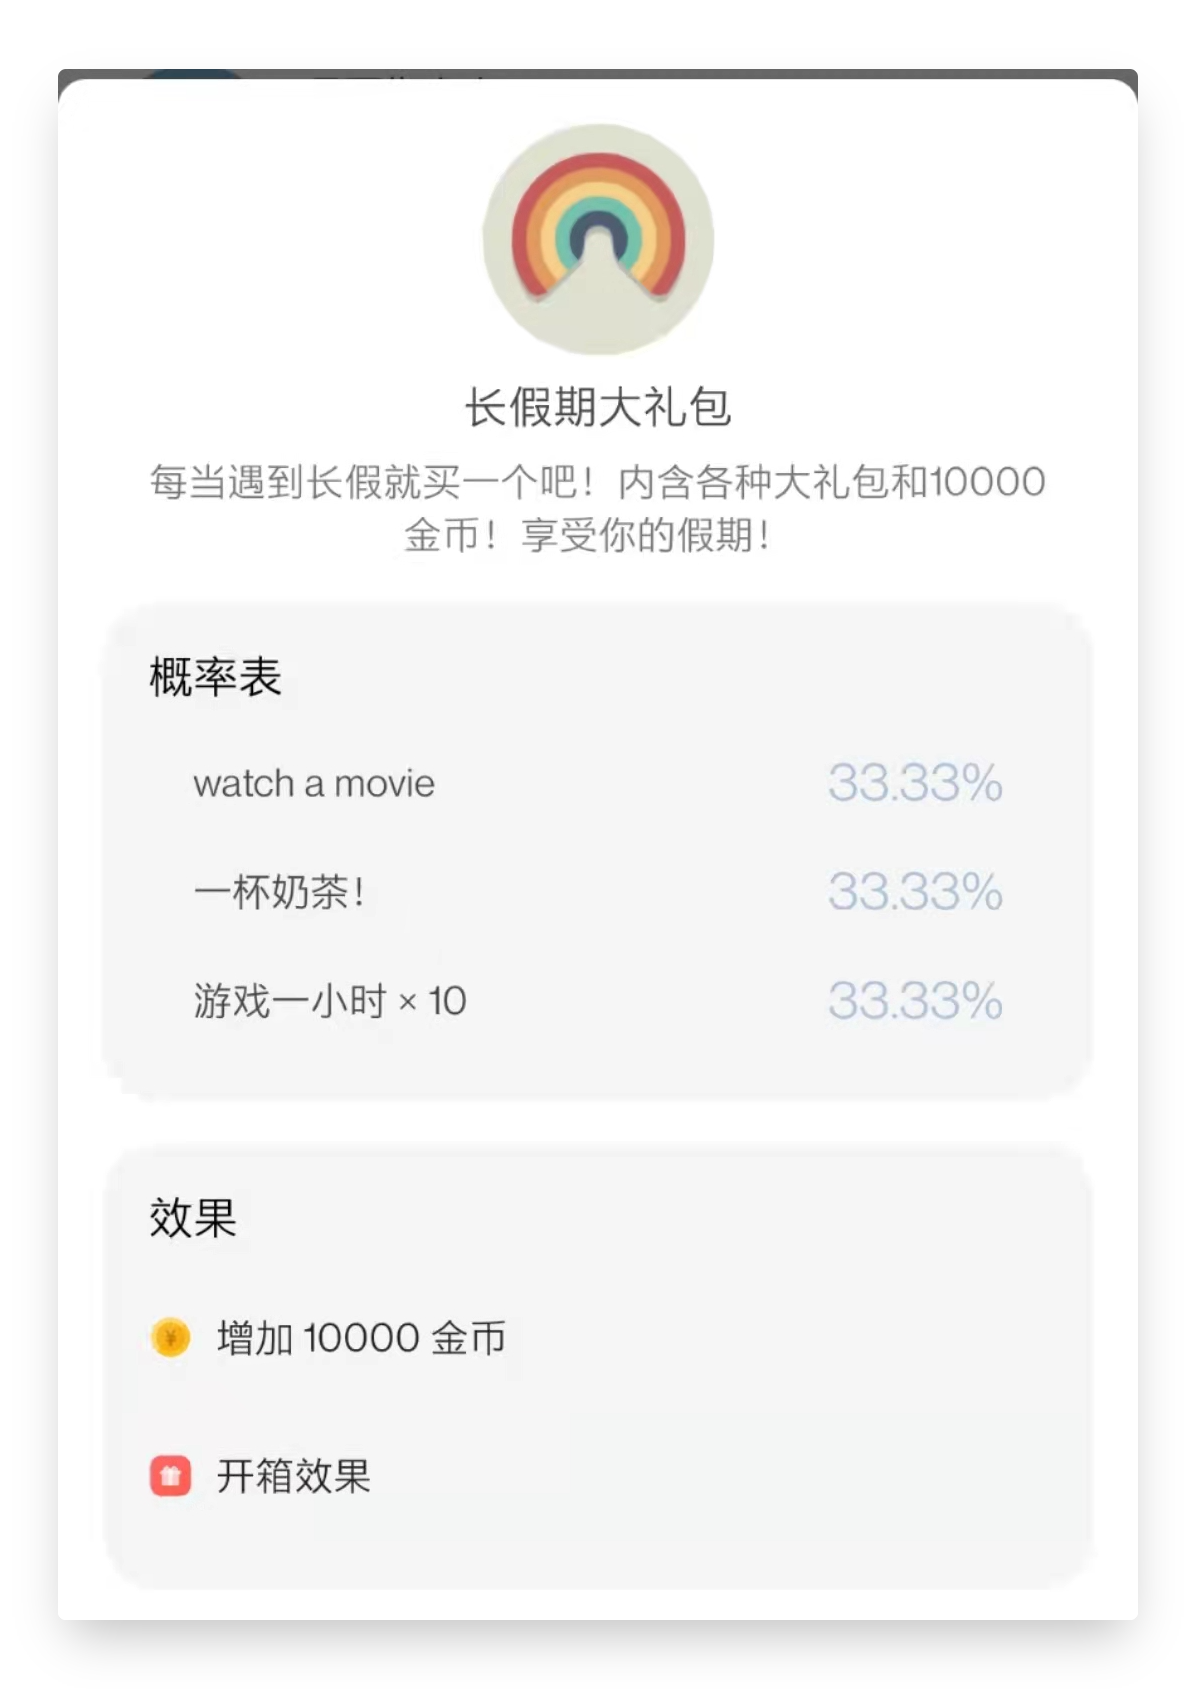 长假期大礼包
每当遇到长假就买一个吧！内含各种大礼包和10000
金币！享受你的假期！
概率表
watch a movie 33.33%
一杯奶茶！ 33.33%
游戏一小时 × 10 33.33%
效果
增加 10000 金币
开箱效果